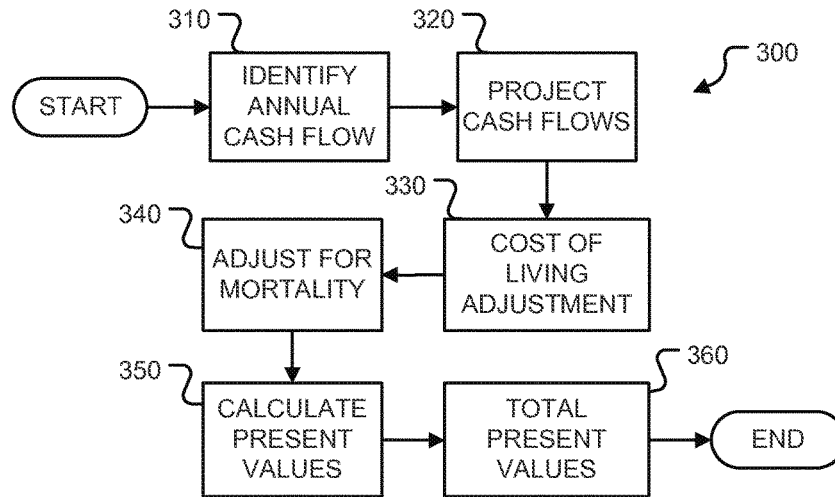 310
320
300
START
IDENTIFY
ANNUAL
CASH FLOW
PROJECT
CASH FLOWS
330
340
COST OF
LIVING
ADJUSTMENT
ADJUST FOR
MORTALITY
350
360
CALCULATE
PRESENT
VALUES
TOTAL
PRESENT
VALUES
END